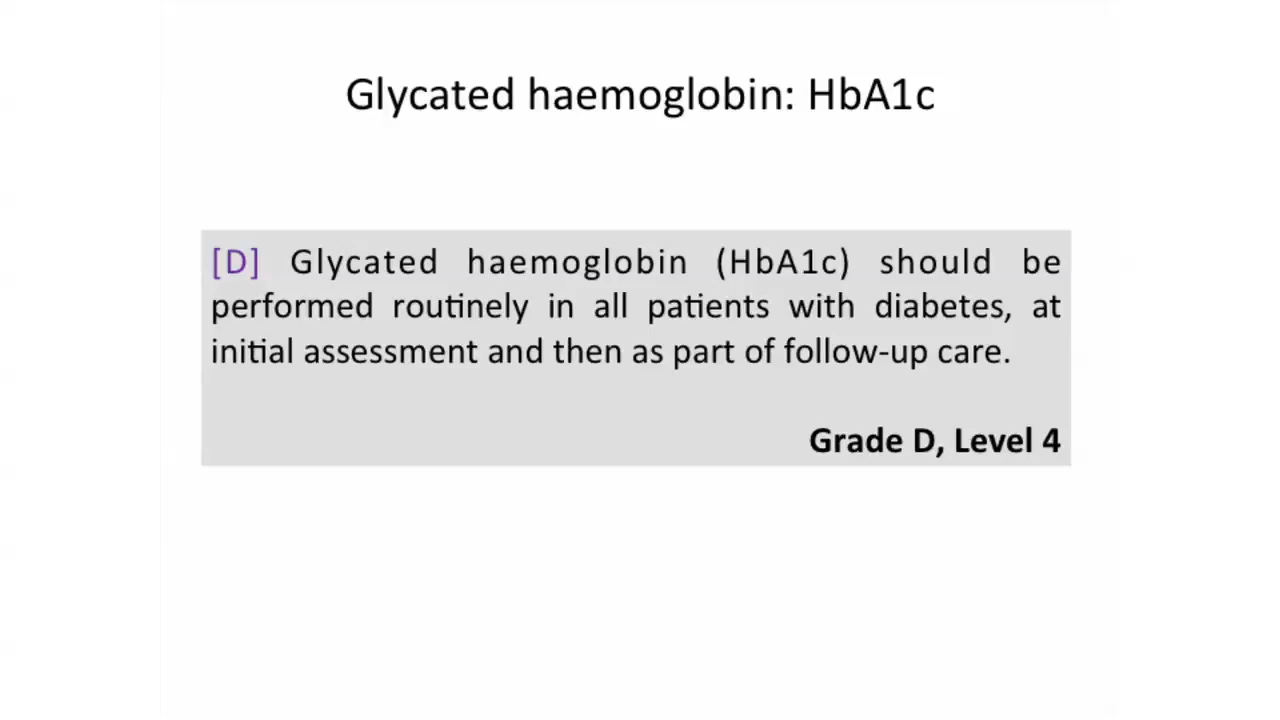 Glycated haemoglobin: HbA1c
[D] Glycated haemoglobin (HbA1c) should be
performed routinely in all patients with diabetes, at
initial assessment and then as part of follow-up care.
Grade D, Level 4